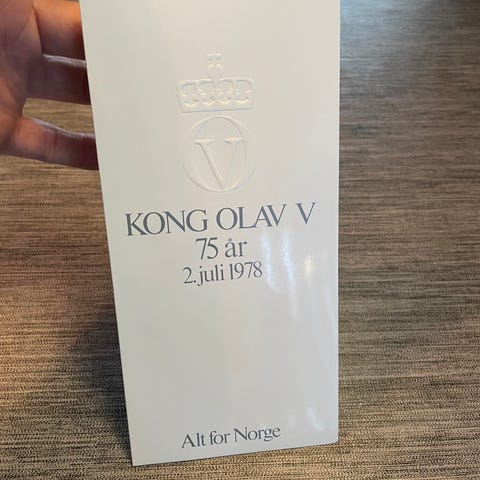 V
KONG OLAV V
75 år
2. juli 1978
Alt for Norge